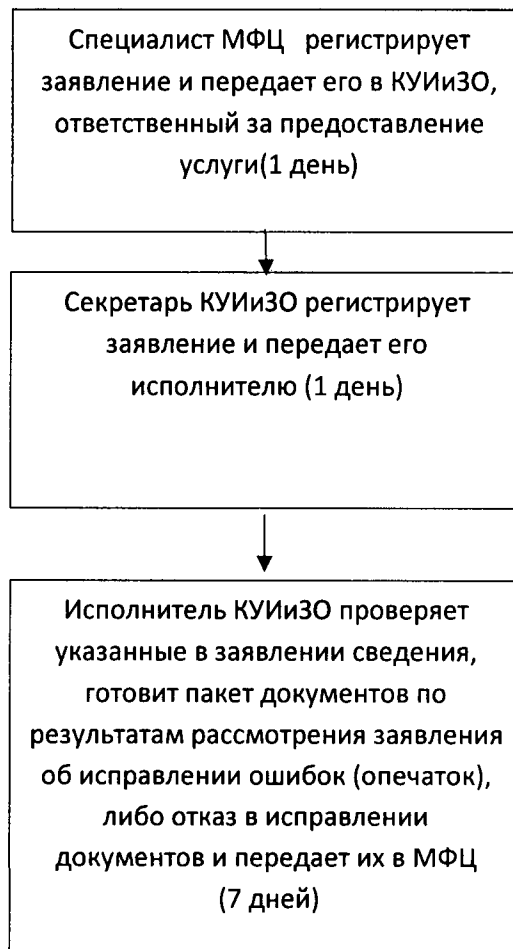 Специалист МФЦ регистрирует
заявление и передает его в КУИиЗО,
ответственный за предоставление
услуги(1 день)
Секретарь КУИиЗО регистрирует
заявление и передает его
исполнителю (1 день)
Исполнитель КУИиЗО проверяет
указанные в заявлении сведения,
готовит пакет документов по
результатам рассмотрения заявления
об исправлении ошибок (опечаток),
либо отказ в исправлении
документов и передает их в МФЦ
(7 дней)